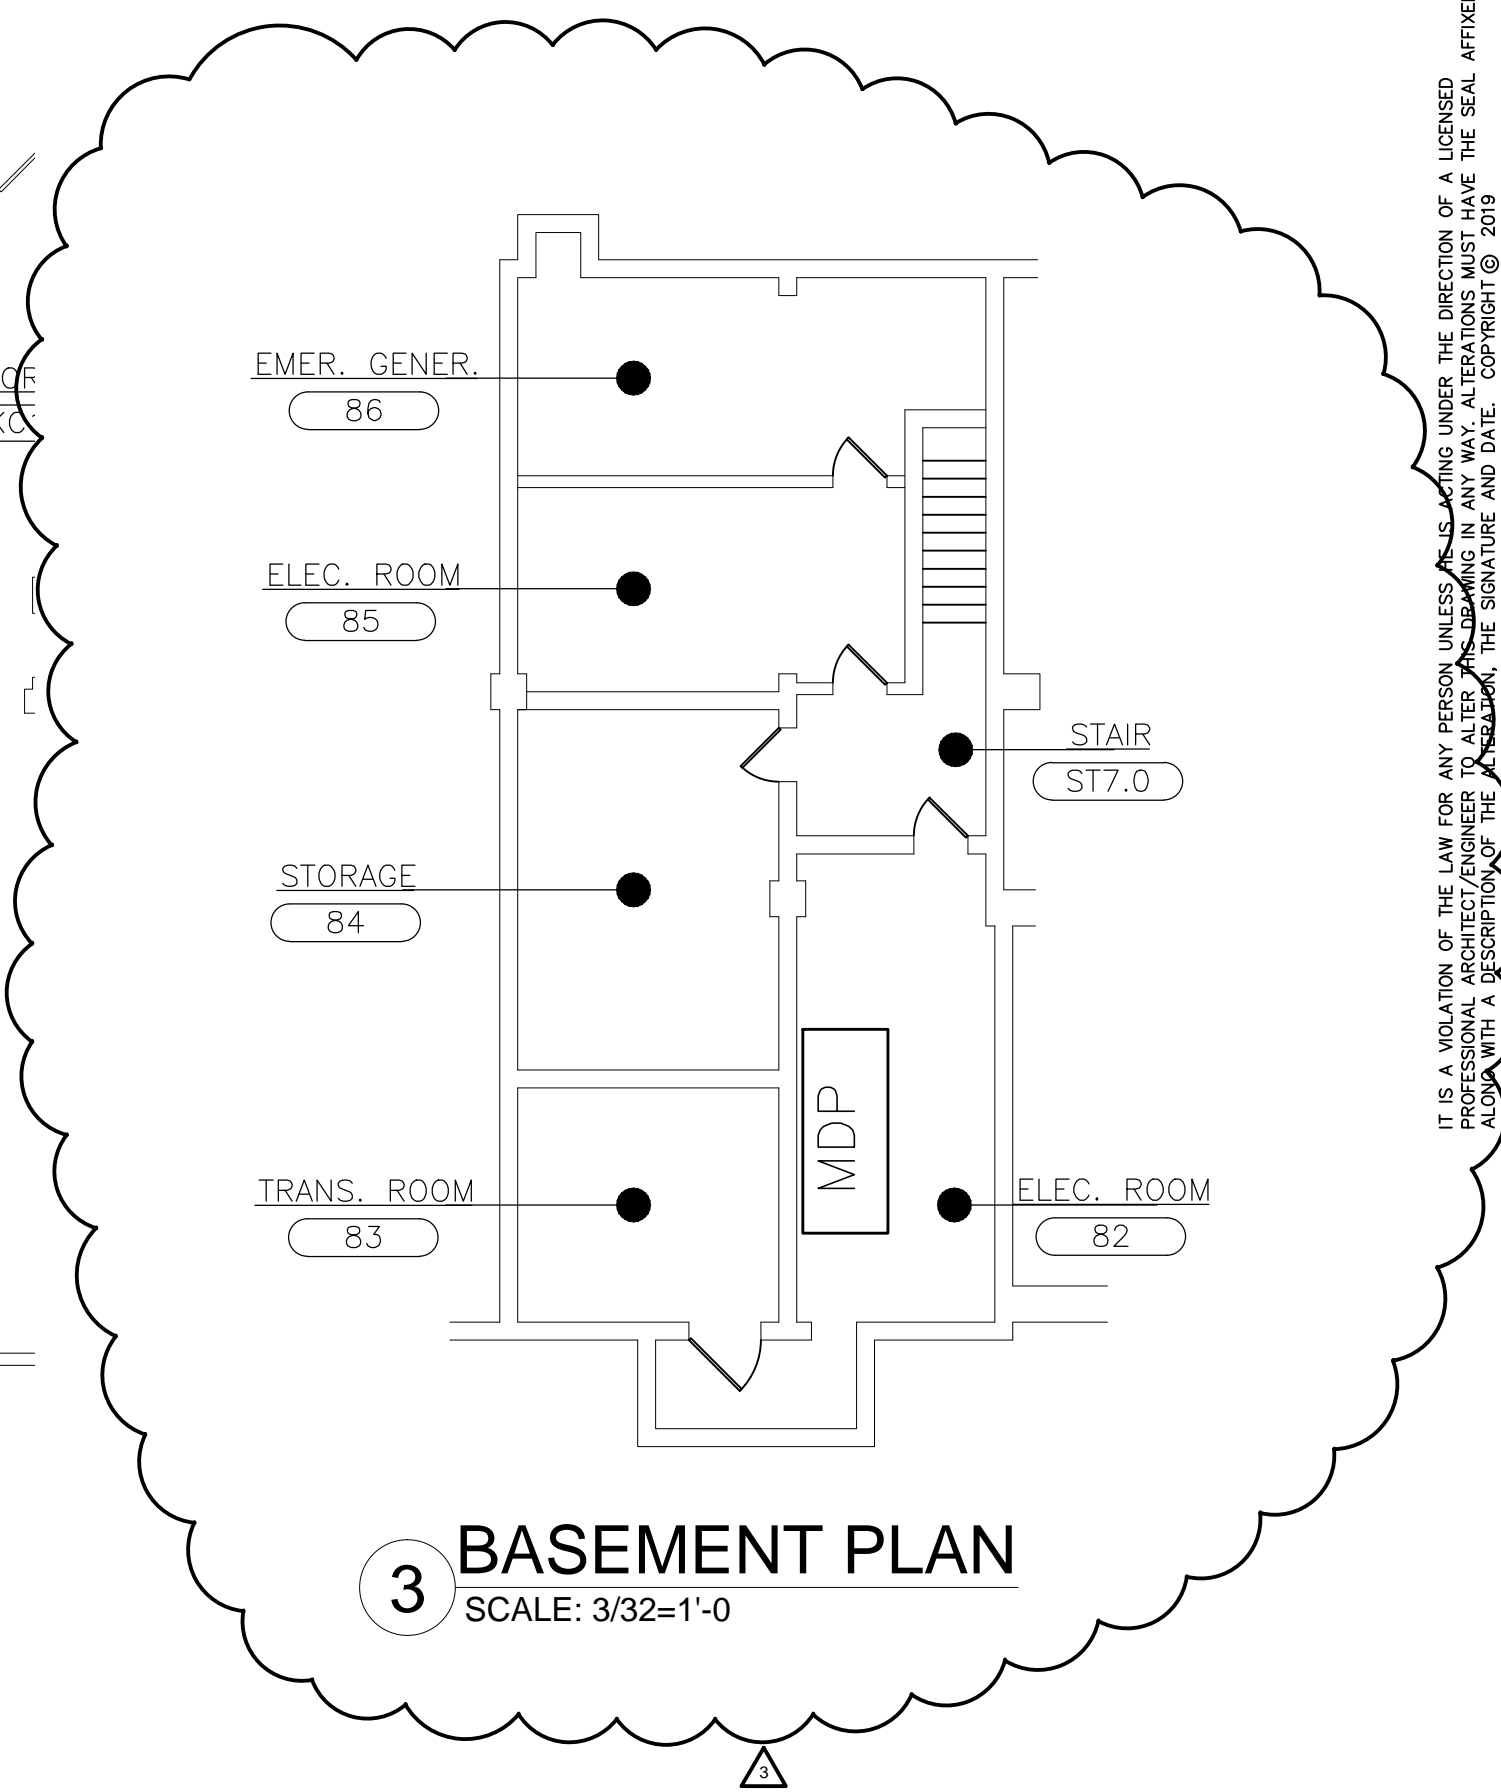 EMER. GENER.
86
ELEC. ROOM
85
STAIR
ST7.0
STORAGE
84
MDP
TRANS. ROOM
83
ELEC. ROOM
82
3
BASEMENT PLAN
SCALE: 3/32=1'-0
3
IT IS A VIOLATION OF THE LAW FOR ANY PERSON UNLESS HE IS ACTING UNDER THE DIRECTION OF A LICENSED
PROFESSIONAL ARCHITECT/ENGINEER TO ALTER THIS DRAWING IN ANY WAY. ALTERATIONS MUST HAVE THE SEAL AFFIXED
ALONG WITH A DESCRIPTION OF THE ALTERATION, THE SIGNATURE AND DATE. COPYRIGHT © 2019